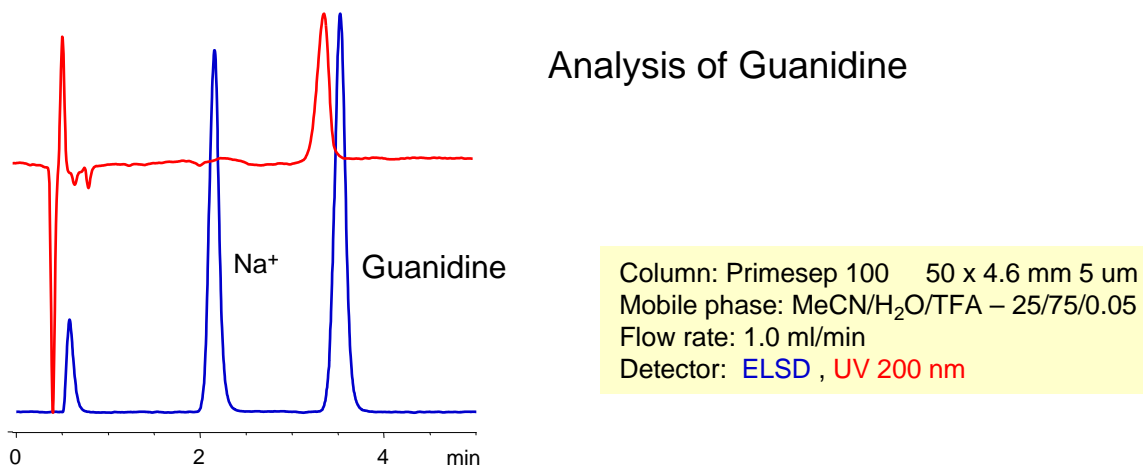 Analysis of Guanidine
Na⁺
Guanidine
Column: Primesep 100 50 x 4.6 mm 5 um
Mobile phase: MeCN/H₂O/TFA – 25/75/0.05
Flow rate: 1.0 ml/min
Detector: ELSD , UV 200 nm
0 2 4 min